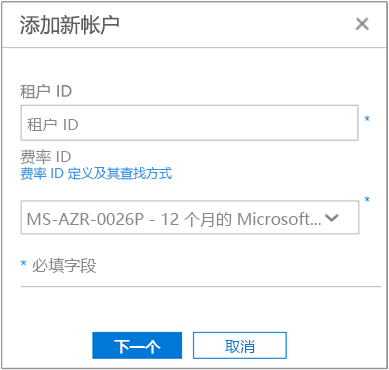 添加新帐户
租户 ID
租户 ID
*
费率 ID
费率 ID 定义及其查找方式
*
MS-AZR-0026P - 12 个月的 Microsoft...
* 必填字段
下一个 取消